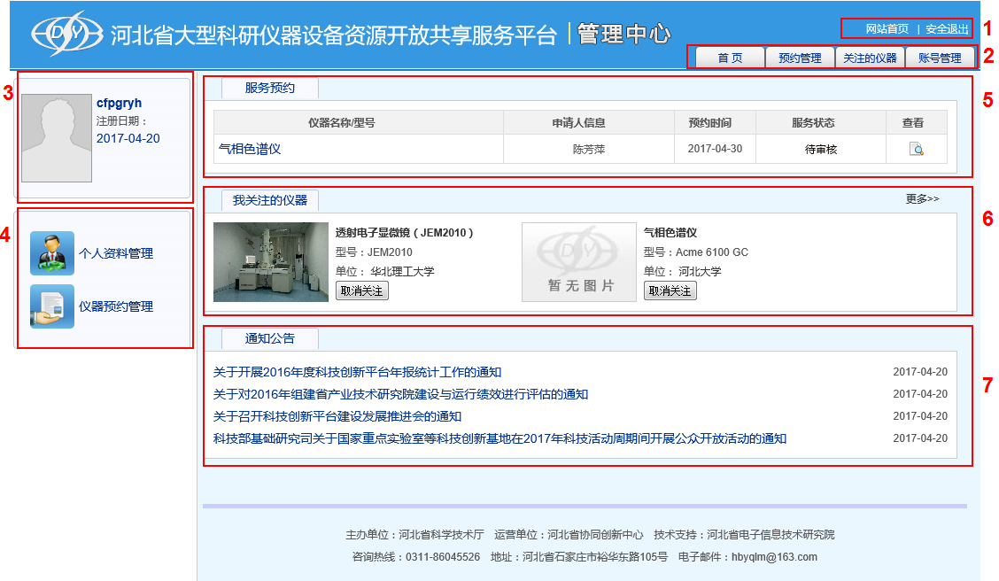 DSY 河北省大型科研仪器设备资源开放共享服务平台 管理中心
网站首页 | 安全退出 1
首 页 预约管理 关注的仪器 账号管理 2
3
cfpgryh
注册日期：
2017-04-20
4
个人资料管理
仪器预约管理
服务预约 5
仪器名称/型号 申请人信息 预约时间 服务状态 查看
气相色谱仪 陈芳萍 2017-04-30 待审核
我关注的仪器 更多>>
6
透射电子显微镜（JEM2010）
型号：JEM2010
单位： 华北理工大学
取消关注
DSY
暂无图片
气相色谱仪
型号：Acme 6100 GC
单位： 河北大学
取消关注
通知公告
7
关于开展2016年度科技创新平台年报统计工作的通知 2017-04-20
关于对2016年组建省产业技术研究院建设与运行绩效进行评估的通知 2017-04-20
关于召开科技创新平台建设发展推进会的通知 2017-04-20
科技部基础研究司关于国家重点实验室等科技创新基地在2017年科技活动周期间开展公众开放活动的通知 2017-04-20
主办单位：河北省科学技术厅 运营单位：河北省协同创新中心 技术支持：河北省电子信息技术研究院
咨询热线：0311-86045526 地址：河北省石家庄市裕华东路105号 电子邮件：hbyqlm@163.com